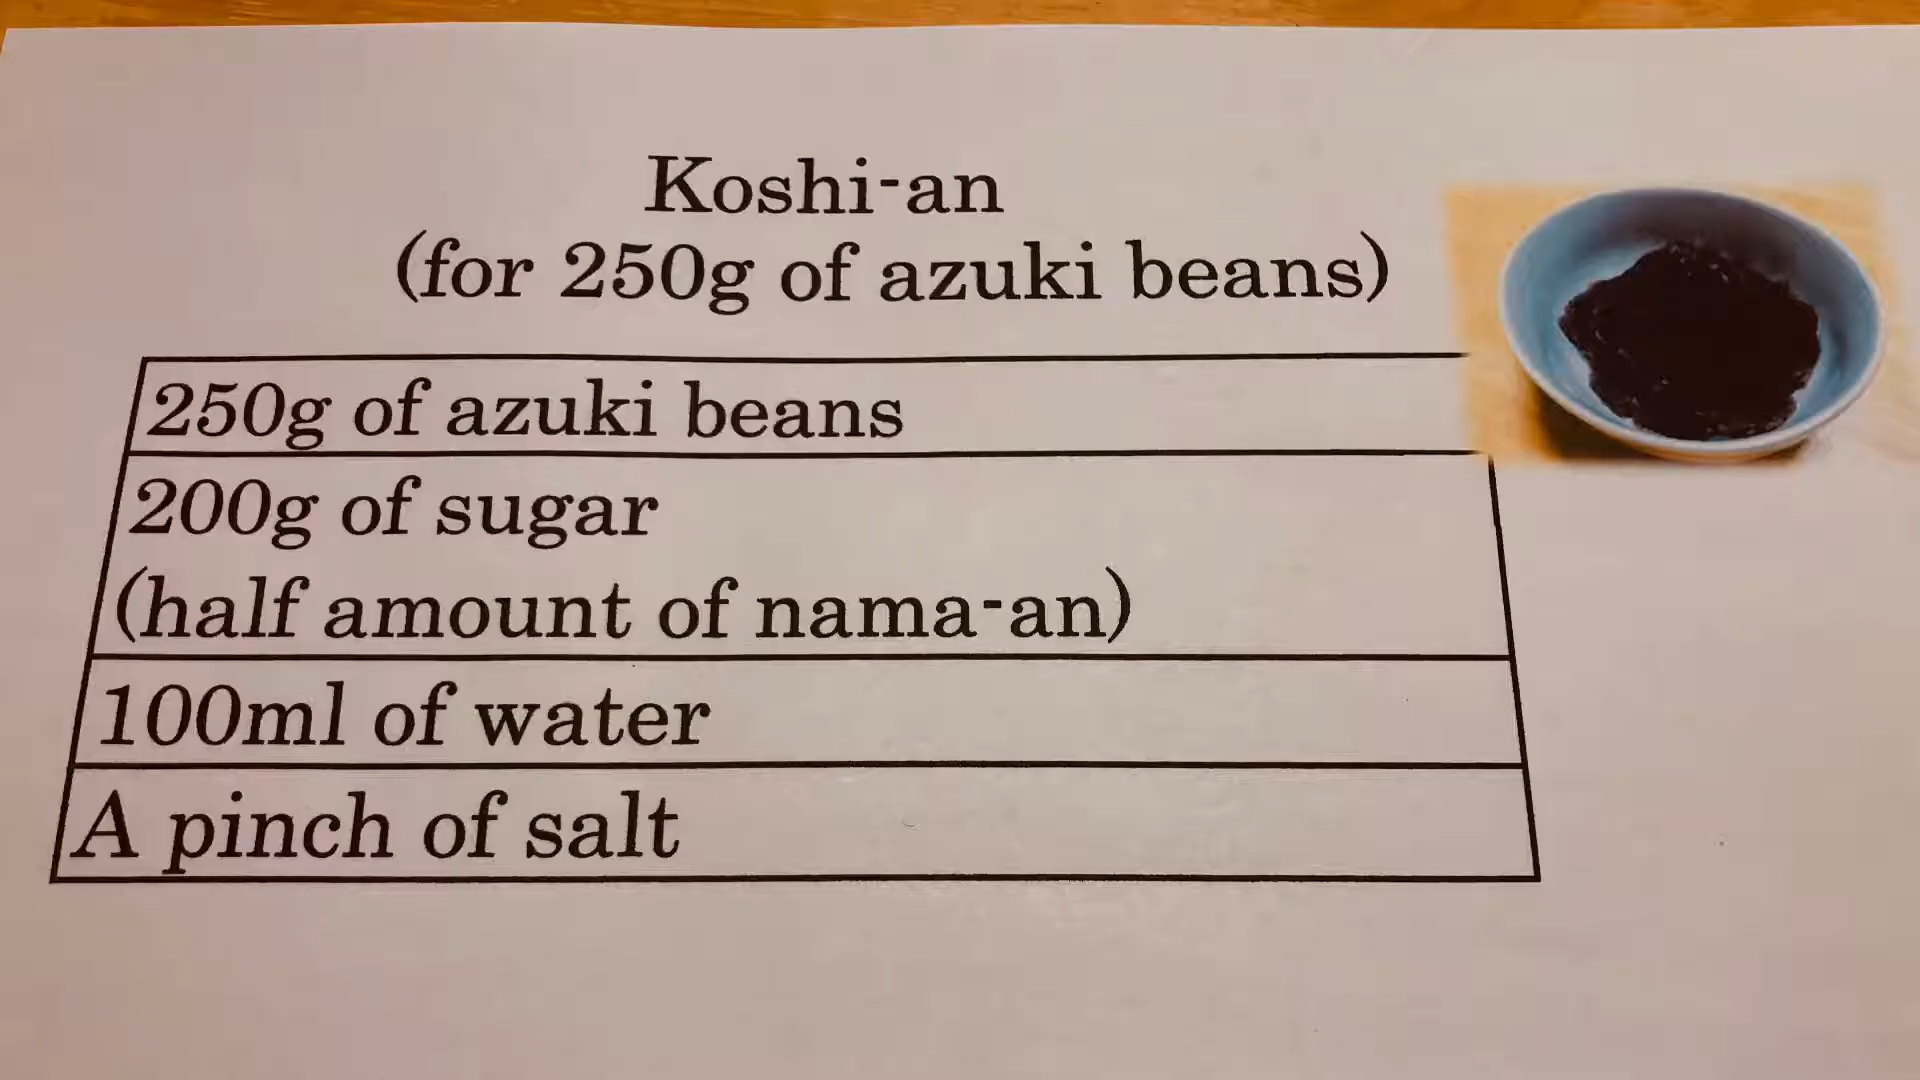 Koshi-an
(for 250g of azuki beans)
250g of azuki beans
200g of sugar
(half amount of nama-an)
100ml of water
A pinch of salt